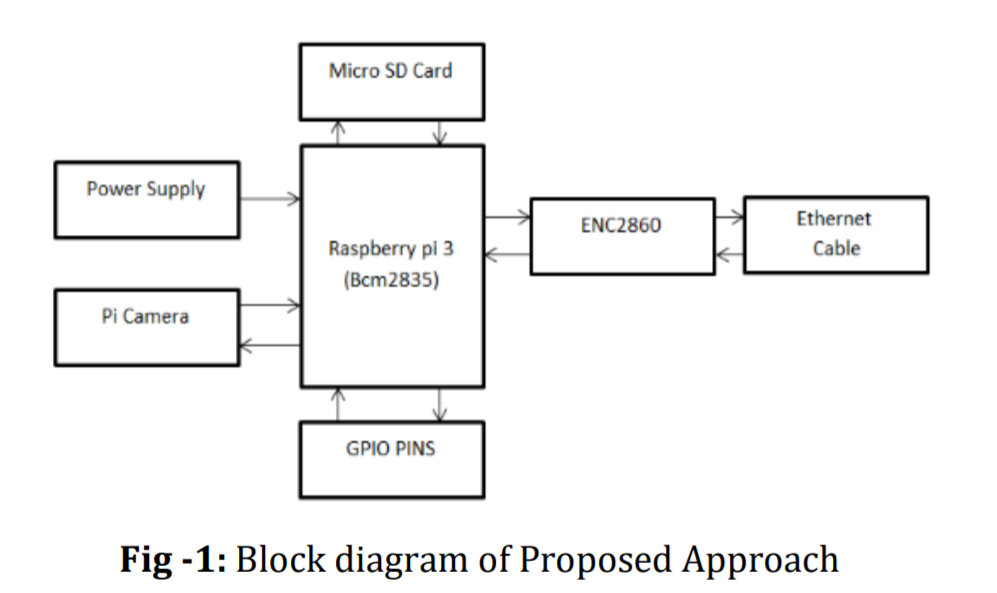 Micro SD Card
Power Supply
Raspberry pi 3
(Bcm2835)
ENC2860
Ethernet
Cable
Pi Camera
GPIO PINS
Fig -1: Block diagram of Proposed Approach